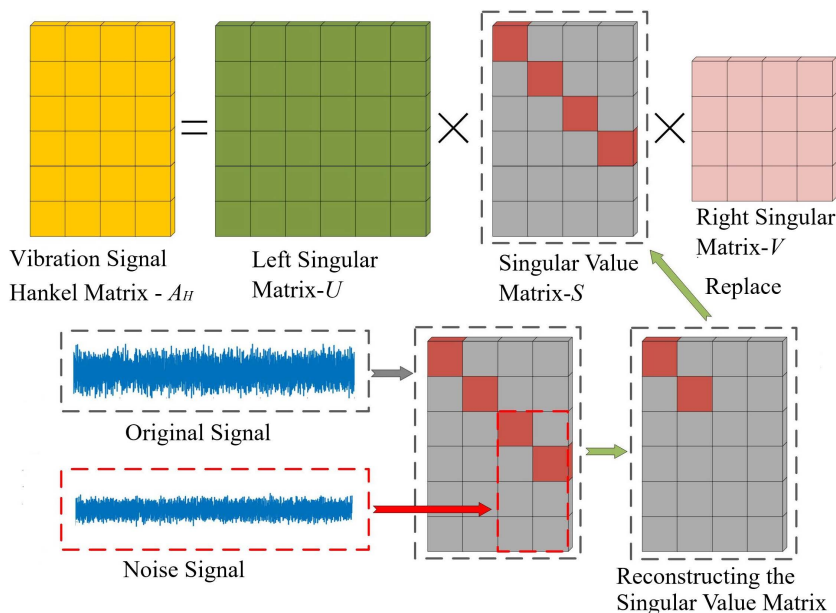 Vibration Signal
Hankel Matrix - AH
Left Singular
Matrix-U
Singular Value
Matrix-S
Right Singular
Matrix-V
Replace
Original Signal
Noise Signal
Reconstructing the
Singular Value Matrix